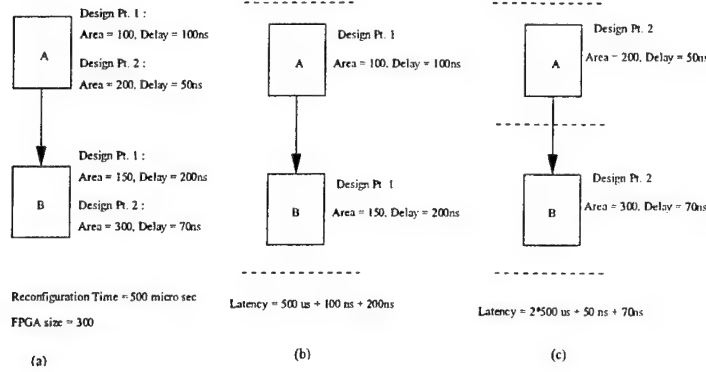 Design Pt. 1 :
Area = 100, Delay = 100ns
A
Design Pt. 2 :
Area = 200, Delay = 50ns
Design Pt. 1 :
Area = 150, Delay = 200ns
B
Design Pt. 2 :
Area = 300, Delay = 70ns
Reconfiguration Time = 500 micro sec
FPGA size = 300
(a)
Design Pt. 1
A
Area = 100, Delay = 100ns
Design Pt. 1
B
Area = 150, Delay = 200ns
Latency = 500 us + 100 ns + 200ns
(b)
Design Pt. 2
Area = 200, Delay = 50ns
A
Design Pt. 2
Area = 300, Delay = 70ns
B
Latency = 2*500 us + 50 ns + 70ns
(c)